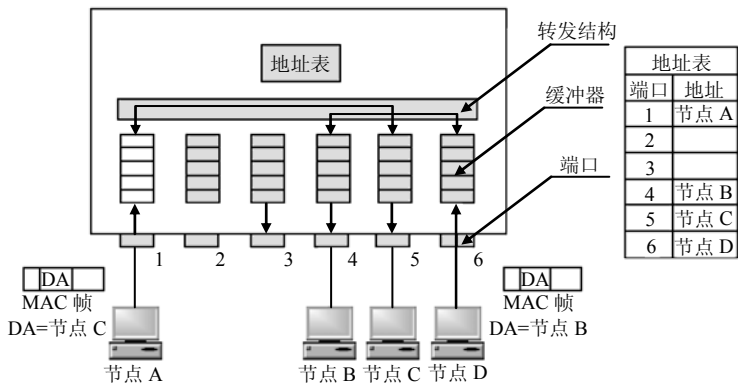 地址表
转发结构
缓冲器
端口
1 2 3 4 5 6
DA
MAC 帧
DA=节点 C
节点 A
节点 B
节点 C
节点 D
DA
MAC 帧
DA=节点 B
地址表
端口 地址
1 节点 A
2
3
4 节点 B
5 节点 C
6 节点 D